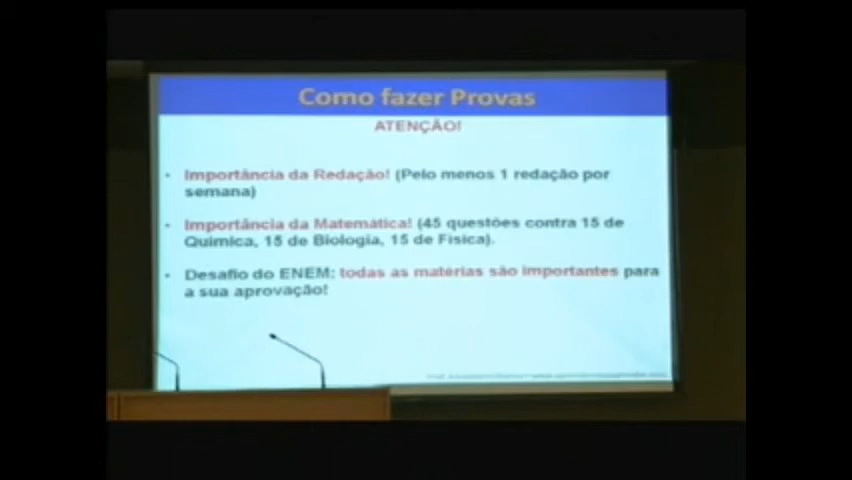 Como fazer Provas
ATENÇÃO!
• Importância da Redação! (Pelo menos 1 redação por
semana)
• Importância da Matemática! (45 questões contra 15 de
Química, 15 de Biologia, 15 de Física).
• Desafio do ENEM: todas as matérias são importantes para
a sua aprovação!